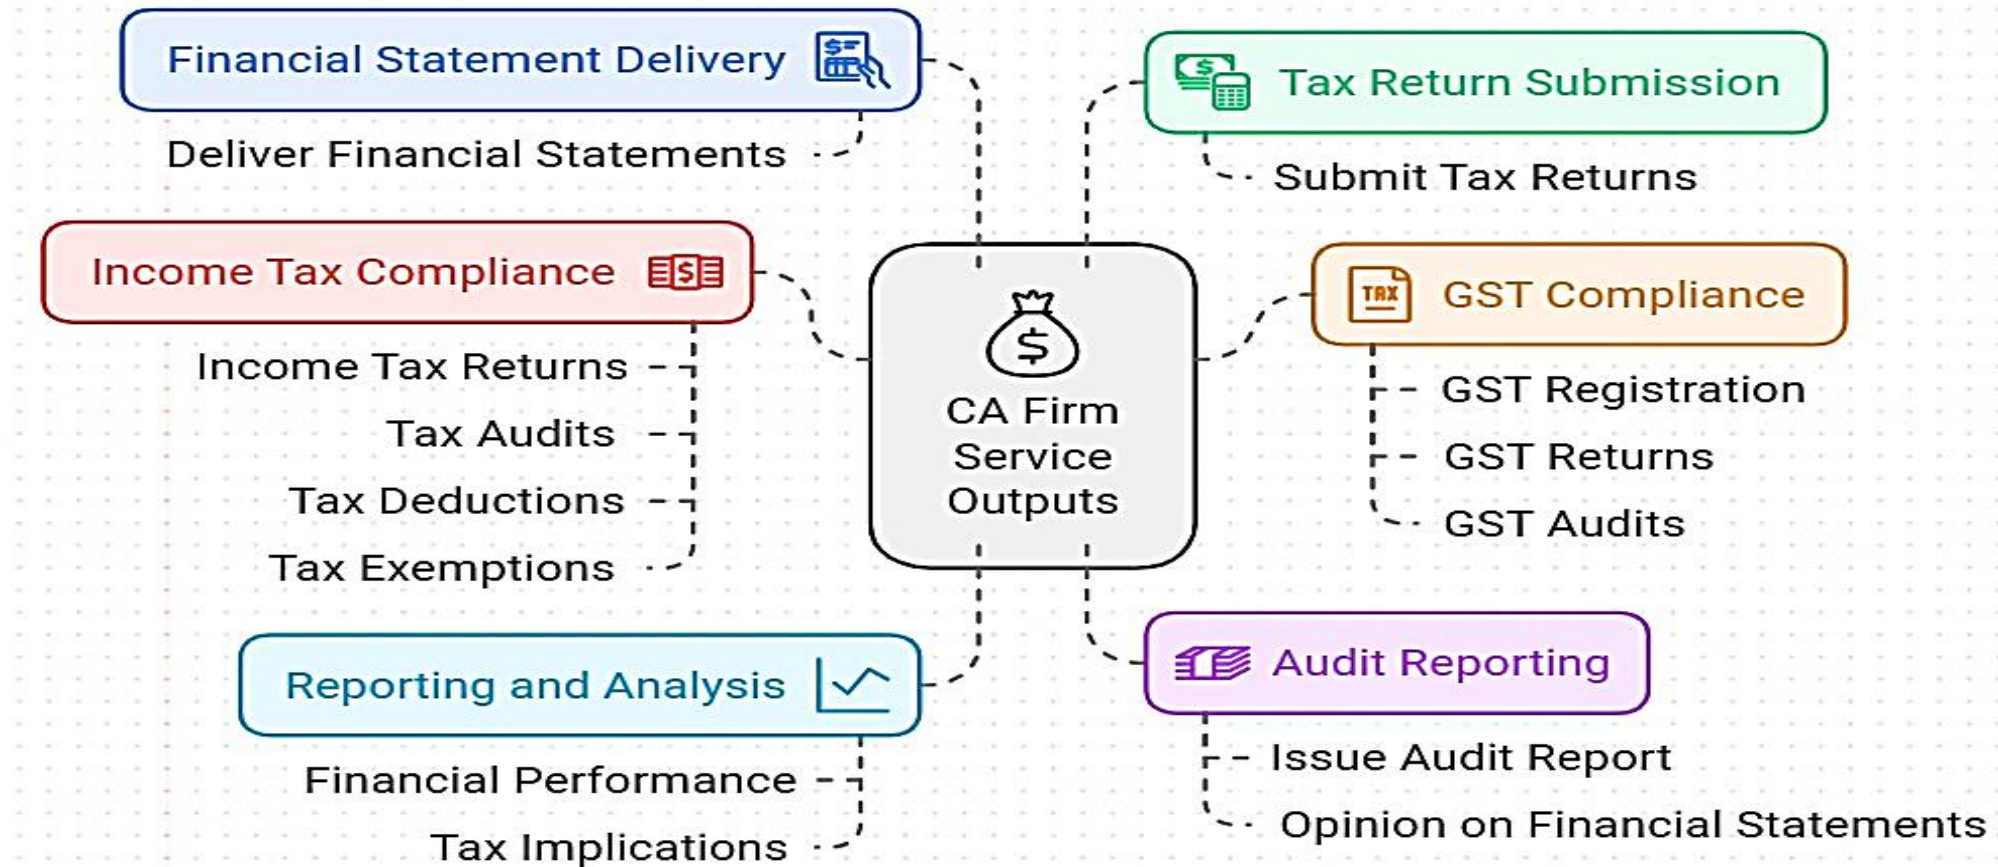 Financial Statement Delivery
Deliver Financial Statements
Tax Return Submission
Submit Tax Returns
Income Tax Compliance
Income Tax Returns
Tax Audits
Tax Deductions
Tax Exemptions
CA Firm
Service
Outputs
TAX
GST Compliance
GST Registration
GST Returns
GST Audits
Reporting and Analysis
Financial Performance
Tax Implications
Audit Reporting
Issue Audit Report
Opinion on Financial Statements